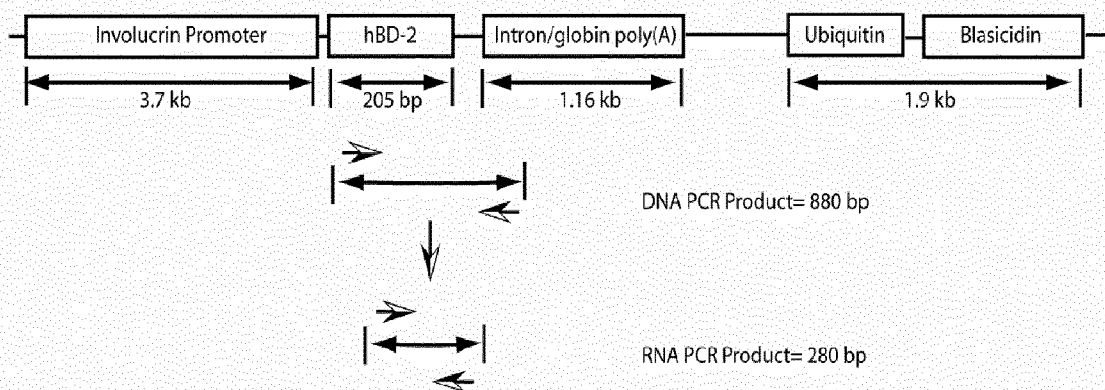 Involucrin Promoter hBD-2 Intron/globin poly(A) Ubiquitin Blasicidin
3.7 kb 205 bp 1.16 kb 1.9 kb
DNA PCR Product= 880 bp
RNA PCR Product= 280 bp